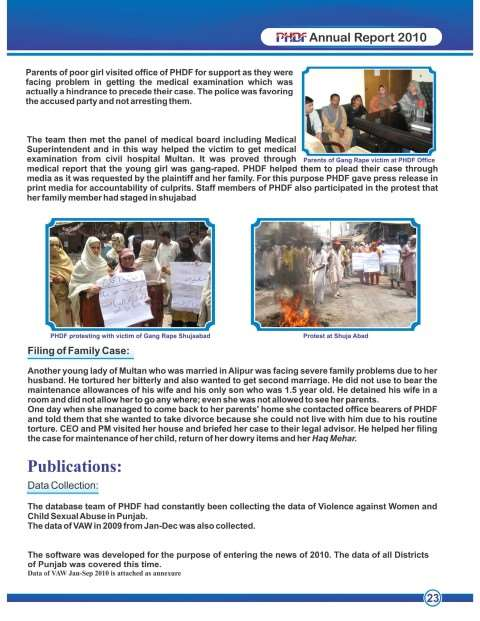 PHDF Annual Report 2010
Parents of poor girl visited office of PHDF for support as they were
facing problem in getting the medical examination which was
actually a hindrance to precede their case. The police was favoring
the accused party and not arresting them.
The team then met the panel of medical board including Medical
Superintendent and in this way helped the victim to get medical
examination from civil hospital Multan. It was proved through
Parents of Gang Rape victim at PHDF Office
medical report that the young girl was gang-raped. PHDF helped them to plead their case through
media as it was requested by the plaintiff and her family. For this purpose PHDF gave press release in
print media for accountability of culprits. Staff members of PHDF also participated in the protest that
her family member had staged in shujabad
PHDF protesting with victim of Gang Rape Shujaabad
Protest at Shuja Abad
Filing of Family Case:
Another young lady of Multan who was married in Alipur was facing severe family problems due to her
husband. He tortured her bitterly and also wanted to get second marriage. He did not use to bear the
maintenance allowances of his wife and his only son who was 1.5 year old. He detained his wife in a
room and did not allow her to go any where; even she was not allowed to see her parents.
One day when she managed to come back to her parents' home she contacted office bearers of PHDF
and told them that she wanted to take divorce because she could not live with him due to his routine
torture. CEO and PM visited her house and briefed her case to their legal advisor. He helped her filing
the case for maintenance of her child, return of her dowry items and her Haq Mehar.
Publications:
Data Collection:
The database team of PHDF had constantly been collecting the data of Violence against Women and
Child Sexual Abuse in Punjab.
The data of VAW in 2009 from Jan-Dec was also collected.
The software was developed for the purpose of entering the news of 2010. The data of all Districts
of Punjab was covered this time.
Data of VAW Jan-Sep 2010 is attached as annexure
23